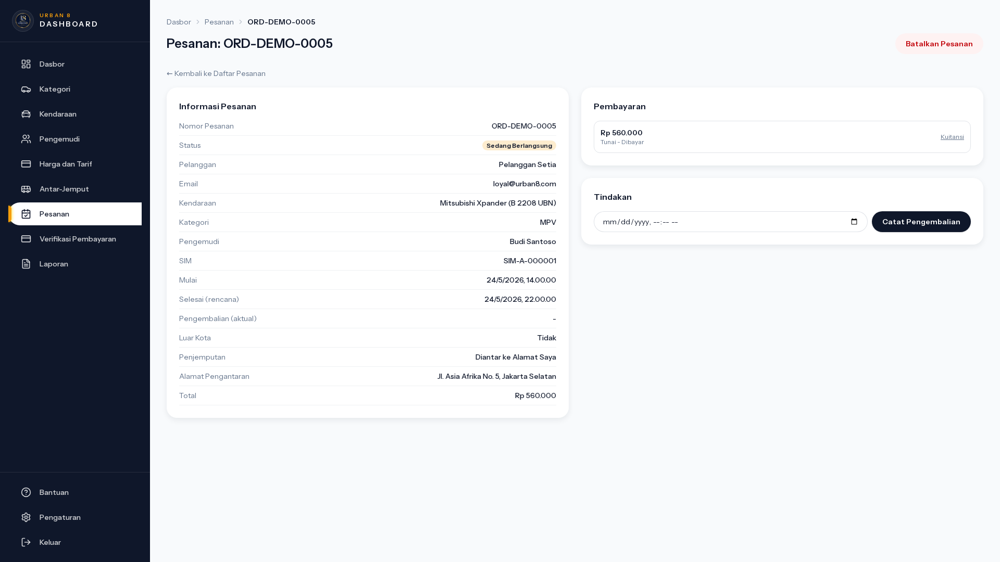 URBAN 8
DASHBOARD
Dasbor
Kategori
Kendaraan
Pengemudi
Harga dan Tarif
Antar-Jemput
Pesanan
Verifikasi Pembayaran
Laporan
Bantuan
Pengaturan
Keluar
Dasbor > Pesanan > ORD-DEMO-0005
Pesanan: ORD-DEMO-0005
Batalkan Pesanan
← Kembali ke Daftar Pesanan
Informasi Pesanan
Nomor Pesanan ORD-DEMO-0005
Status Sedang Berlangsung
Pelanggan Pelanggan Setia
Email loyal@urban8.com
Kendaraan Mitsubishi Xpander (B 2208 UBN)
Kategori MPV
Pengemudi Budi Santoso
SIM SIM-A-000001
Mulai 24/5/2026, 14.00.00
Selesai (rencana) 24/5/2026, 22.00.00
Pengembalian (aktual) -
Luar Kota Tidak
Penjemputan Diantar ke Alamat Saya
Alamat Pengantaran Jl. Asia Afrika No. 5, Jakarta Selatan
Total Rp 560.000
Pembayaran
Rp 560.000
Tunai - Dibayar
Kuitansi
Tindakan
mm/dd/yyyy, --:-- --
Catat Pengembalian